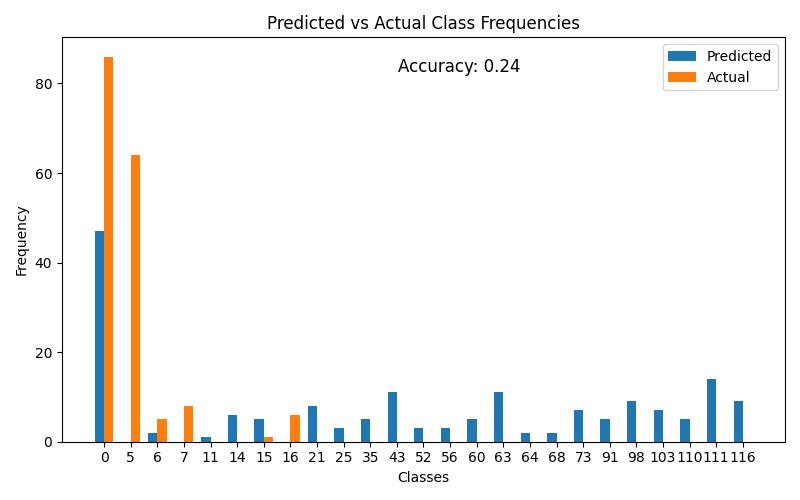 Predicted vs Actual Class Frequencies
Accuracy: 0.24
Predicted
Actual
Frequency
80
60
40
20
0
0 5 6 7 11 14 15 16 21 25 35 43 52 56 60 63 64 68 73 91 98 103 110 111 116
Classes